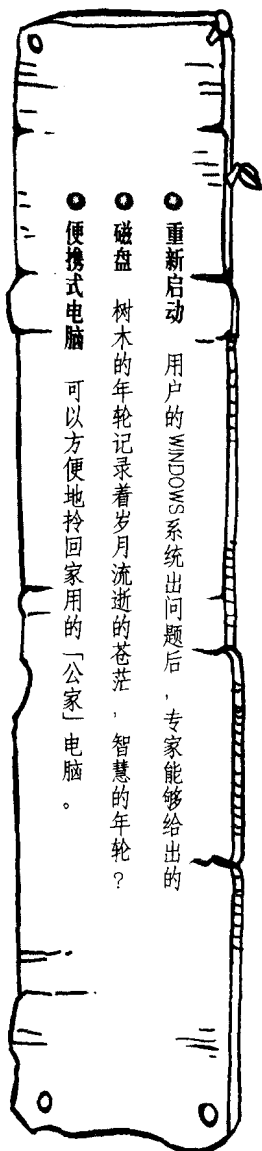 ● 重新启动 用户的WINDOWS系统出问题后，专家能够给出的
● 磁盘 树木的年轮记录着岁月流逝的苍茫，智慧的年轮？
● 便携式电脑 可以方便地拎回家用的「公家」电脑。